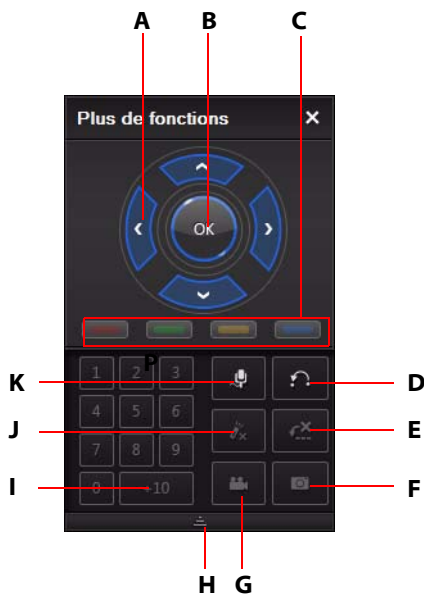 A B C
Plus de fonctions ×
OK
P
1 2 3
K D
4 5 6
J E
7 8 9
I 0 +10 F
H G